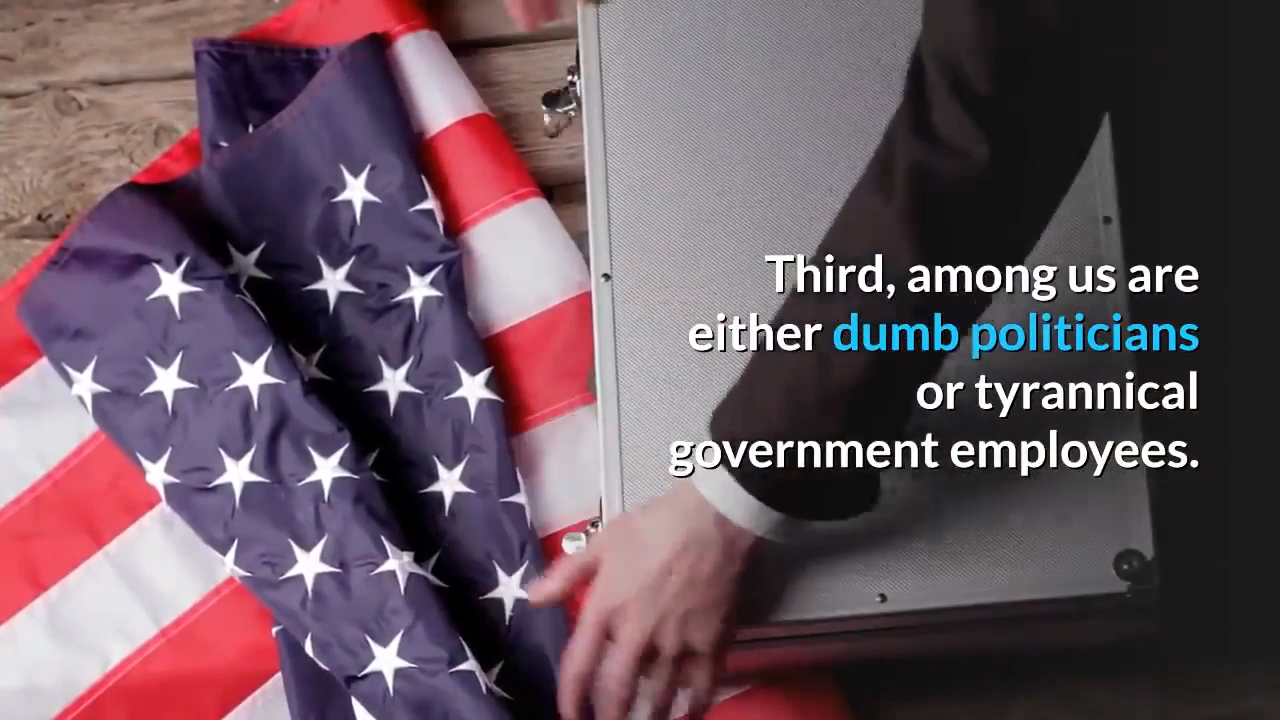 Third, among us are
either dumb politicians
or tyrannical
government employees.